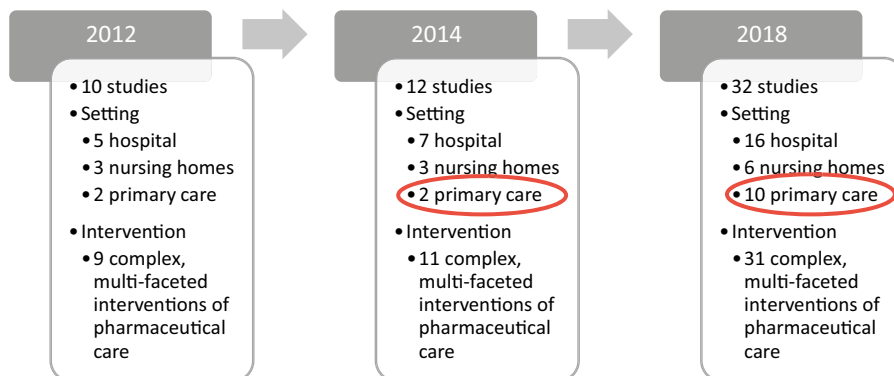 2012
• 10 studies
• Setting
• 5 hospital
• 3 nursing homes
• 2 primary care
• Intervention
• 9 complex,
multi-faceted
interventions of
pharmaceutical
care
2014
• 12 studies
• Setting
• 7 hospital
• 3 nursing homes
• 2 primary care
• Intervention
• 11 complex,
multi-faceted
interventions of
pharmaceutical
care
2018
• 32 studies
• Setting
• 16 hospital
• 6 nursing homes
• 10 primary care
• Intervention
• 31 complex,
multi-faceted
interventions of
pharmaceutical
care